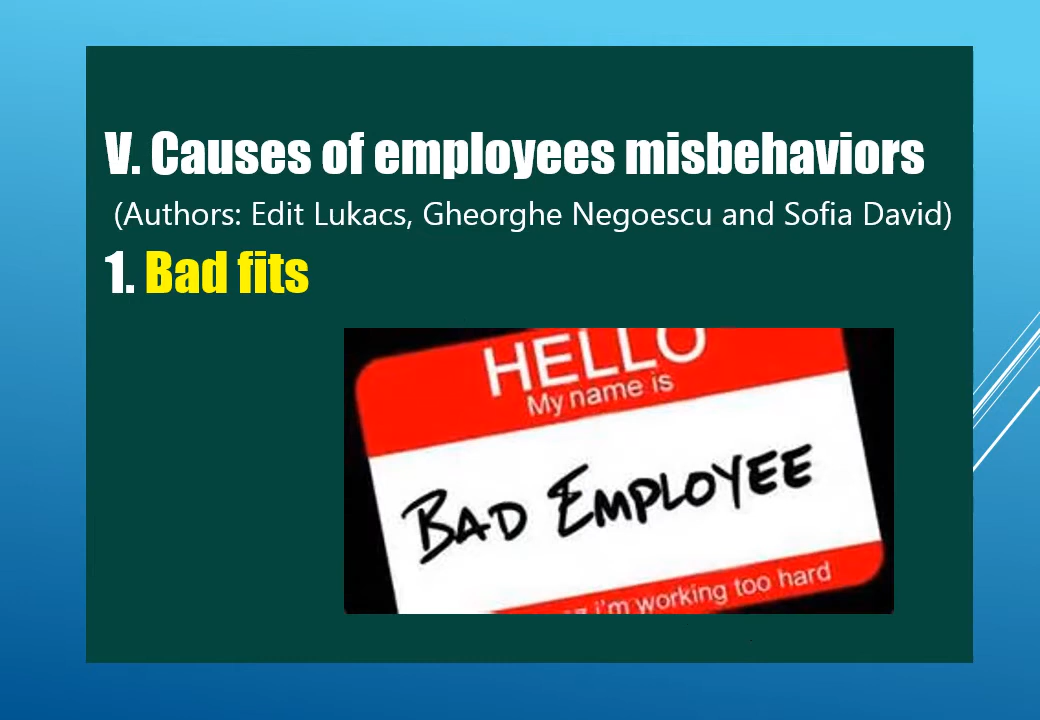 V. Causes of employees misbehaviors
(Authors: Edit Lukacs, Gheorghe Negoescu and Sofia David)
1. Bad fits
HELLO
My name is
BAD EMPLOYEE
i'm working too hard